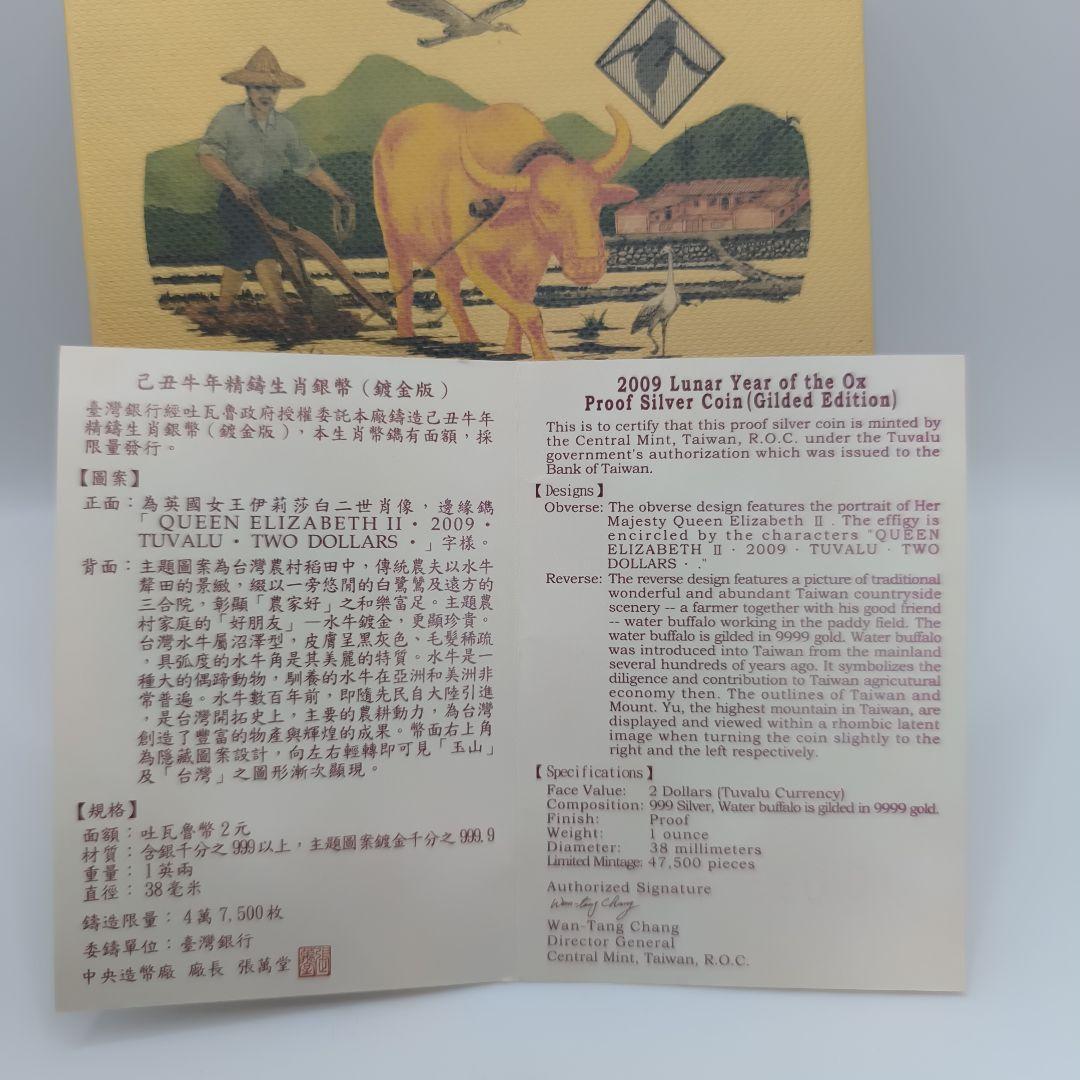 己丑牛年精鑄生肖銀幣(鍍金版)
臺灣銀行經吐瓦魯政府授權委託本廠鑄造己丑牛年
精鑄生肖銀幣(鍍金版),本生肖幣鐫有面額,採
限量發行。
【圖案】
正面:為英國女王伊莉莎白二世肖像,邊緣鐫
「QUEEN ELIZABETH II・2009・
TUVALU・TWO DOLLARS・」字樣。
背面:主題圖案為台灣農村稻田中,傳統農夫以水牛
犛田的景緻,綴以一旁悠閒的白鷺鷥及遠方的
三合院,彰顯「農家好」之和樂富足。主題農
村家庭的「好朋友」—水牛鍍金,更顯珍貴。
台灣水牛屬沼澤型,皮膚呈黑灰色、毛髮稀疏
,具弧度的水牛角是其美麗的特質。水牛是一
種大的偶蹄動物,馴養的水牛在亞洲和美洲非
常普遍。水牛數百年前,即隨先民自大陸引進
,是台灣開拓史上,主要的農耕動力,為台灣
創造了豐富的物產與輝煌的成果。幣面右上角
為隱藏圖案設計,向左右輕轉即可見「玉山」
及「台灣」之圖形漸次顯現。
【規格】
面額:吐瓦魯幣2元
材質:含銀千分之999以上,主題圖案鍍金千分之999.9
重量:1英兩
直徑:38毫米
鑄造限量:4萬7,500枚
委鑄單位:臺灣銀行
中央造幣廠 廠長 張萬堂
2009 Lunar Year of the Ox
Proof Silver Coin(Gilded Edition)
This is to certify that this proof silver coin is minted by
the Central Mint, Taiwan, R.O.C. under the Tuvalu
government's authorization which was issued to the
Bank of Taiwan.
【Designs】
Obverse: The obverse design features the portrait of Her
Majesty Queen Elizabeth II. The effigy is
encircled by the characters "QUEEN
ELIZABETH II · 2009 · TUVALU · TWO
DOLLARS · ."
Reverse: The reverse design features a picture of traditional
wonderful and abundant Taiwan countryside
scenery -- a farmer together with his good friend
-- water buffalo working in the paddy field. The
water buffalo is gilded in 9999 gold. Water buffalo
was introduced into Taiwan from the mainland
several hundreds of years ago. It symbolizes the
diligence and contribution to Taiwan agricutural
economy then. The outlines of Taiwan and
Mount. Yu, the highest mountain in Taiwan, are
displayed and viewed within a rhombic latent
image when turning the coin slightly to the
right and the left respectively.
【Specifications】
Face Value: 2 Dollars (Tuvalu Currency)
Composition: 999 Silver, Water buffalo is gilded in 9999 gold.
Finish: Proof
Weight: 1 ounce
Diameter: 38 millimeters
Limited Mintage: 47,500 pieces
Authorized Signature
Wan-tang Chang
Wan-Tang Chang
Director General
Central Mint, Taiwan, R.O.C.